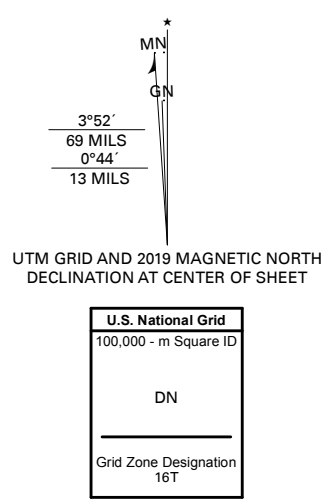 MN
GN
3°52´
69 MILS
0°44´
13 MILS
UTM GRID AND 2019 MAGNETIC NORTH
DECLINATION AT CENTER OF SHEET
U.S. National Grid
100,000 - m Square ID
DN
Grid Zone Designation
16T